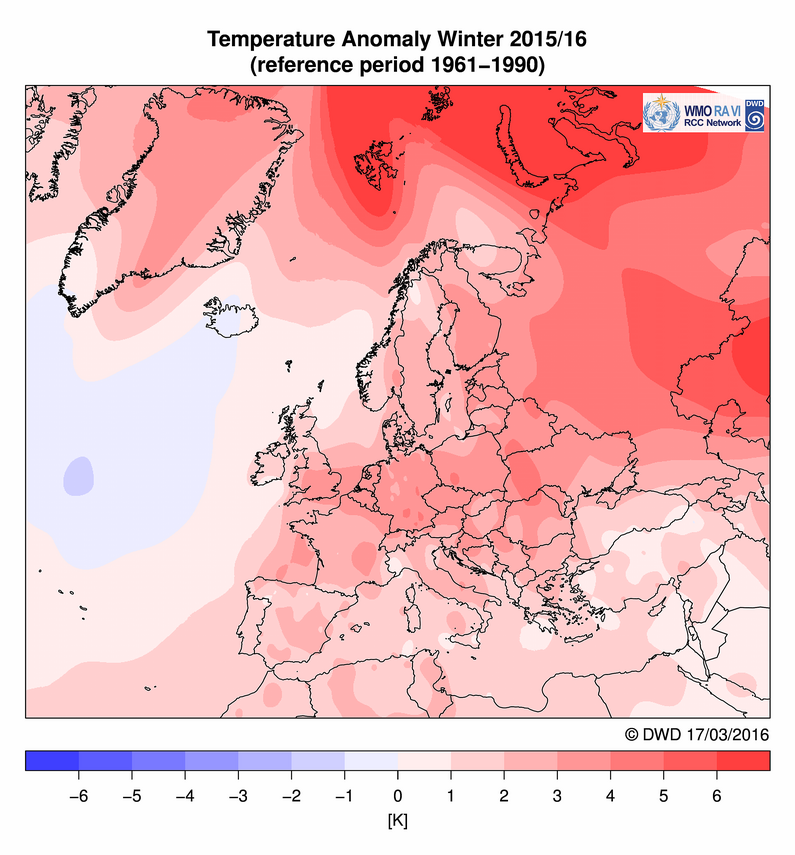 Temperature Anomaly Winter 2015/16
(reference period 1961−1990)
WMO RA VI
RCC Network
DWD
© DWD 17/03/2016
−6 −5 −4 −3 −2 −1 0 1 2 3 4 5 6
[K]